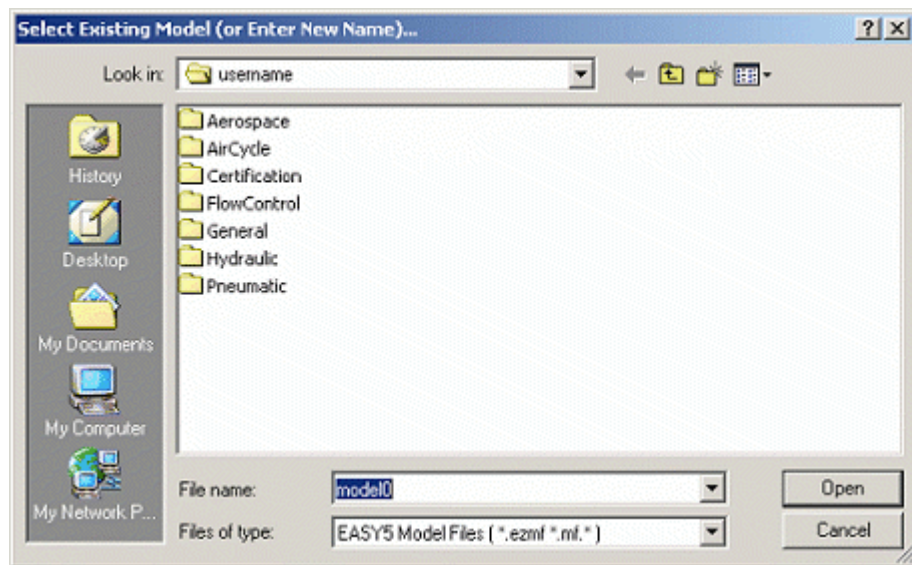 Select Existing Model (or Enter New Name)...
Look in: username
Aerospace
AirCycle
Certification
FlowControl
General
Hydraulic
Pneumatic
History
Desktop
My Documents
My Computer
My Network P...
File name: model0 Open
Files of type: EASY5 Model Files ( *.ezmf *.mf.* ) Cancel